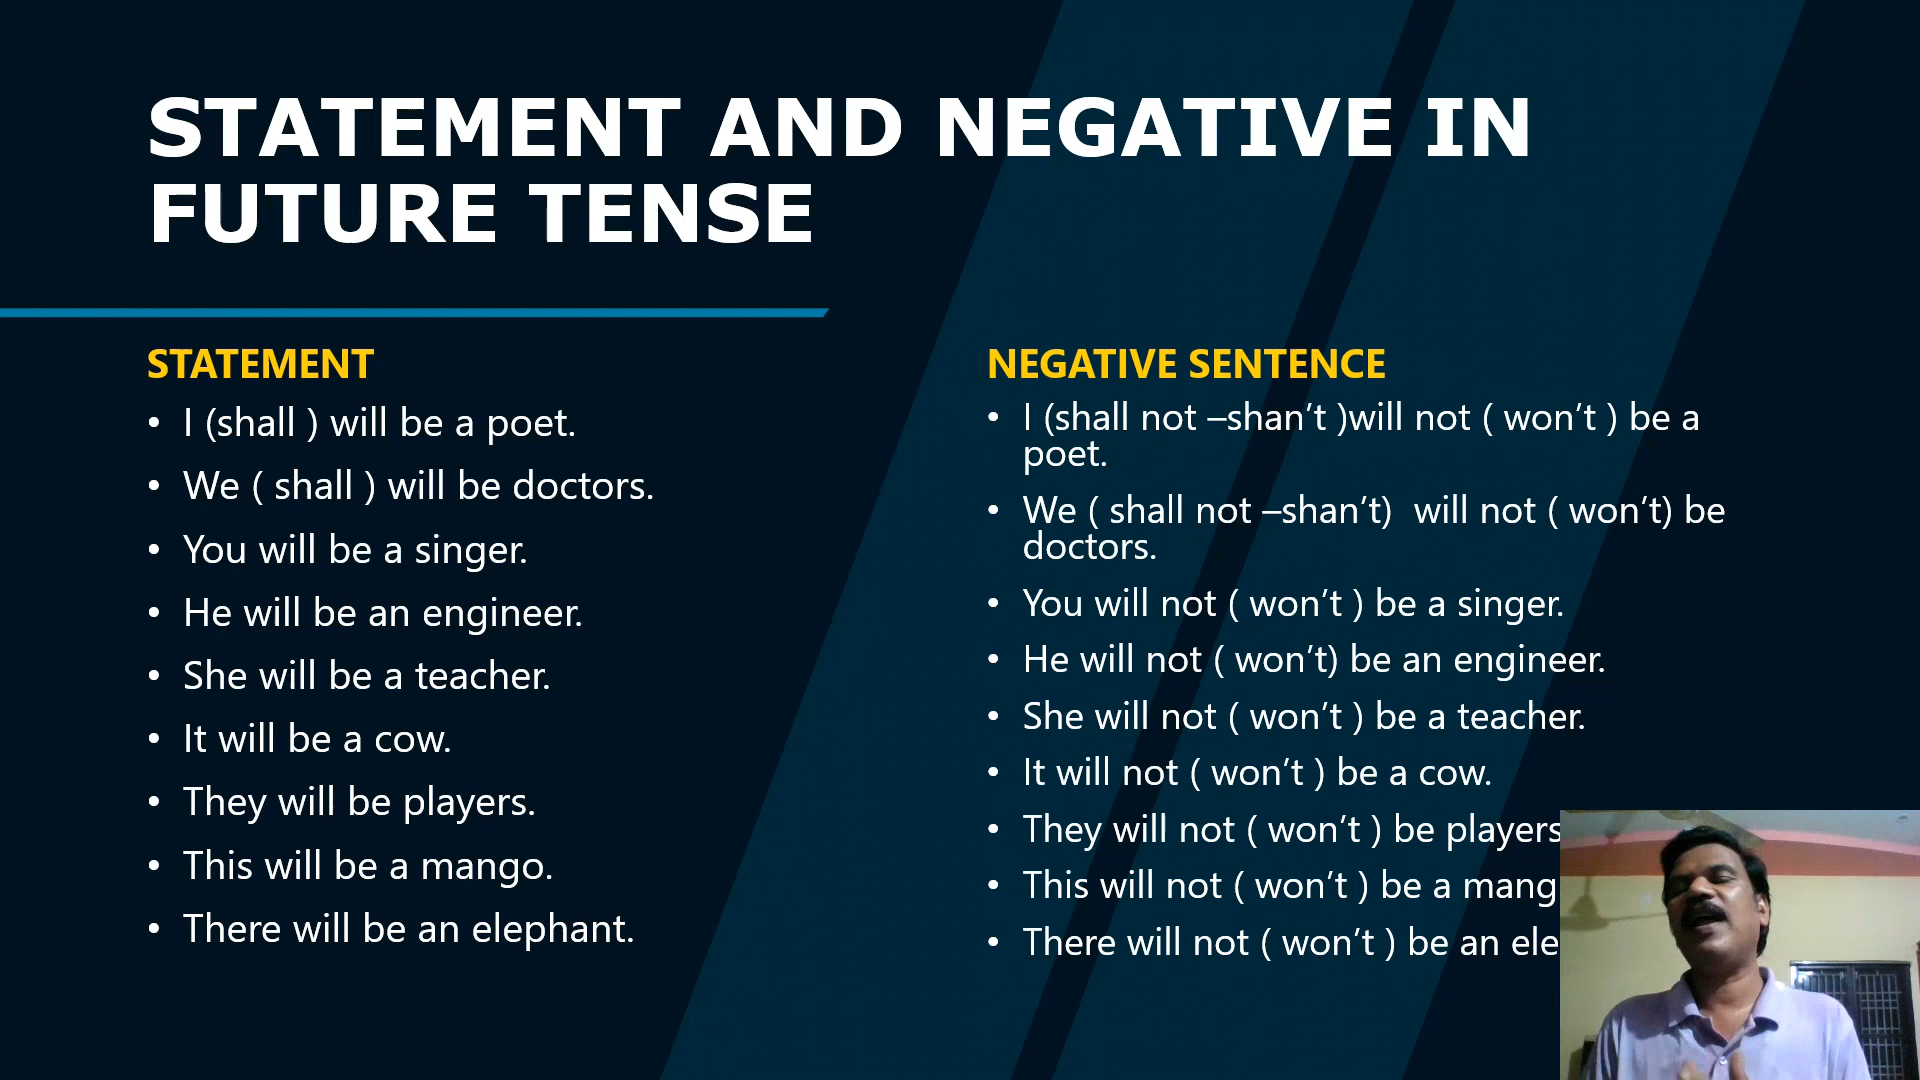 STATEMENT AND NEGATIVE IN
FUTURE TENSE
STATEMENT
• I (shall ) will be a poet.
• We ( shall ) will be doctors.
• You will be a singer.
• He will be an engineer.
• She will be a teacher.
• It will be a cow.
• They will be players.
• This will be a mango.
• There will be an elephant.
NEGATIVE SENTENCE
• I (shall not –shan’t )will not ( won’t ) be a
poet.
• We ( shall not –shan’t)  will not ( won’t) be
doctors.
• You will not ( won’t ) be a singer.
• He will not ( won’t) be an engineer.
• She will not ( won’t ) be a teacher.
• It will not ( won’t ) be a cow.
• They will not ( won’t ) be players
• This will not ( won’t ) be a mang
• There will not ( won’t ) be an ele